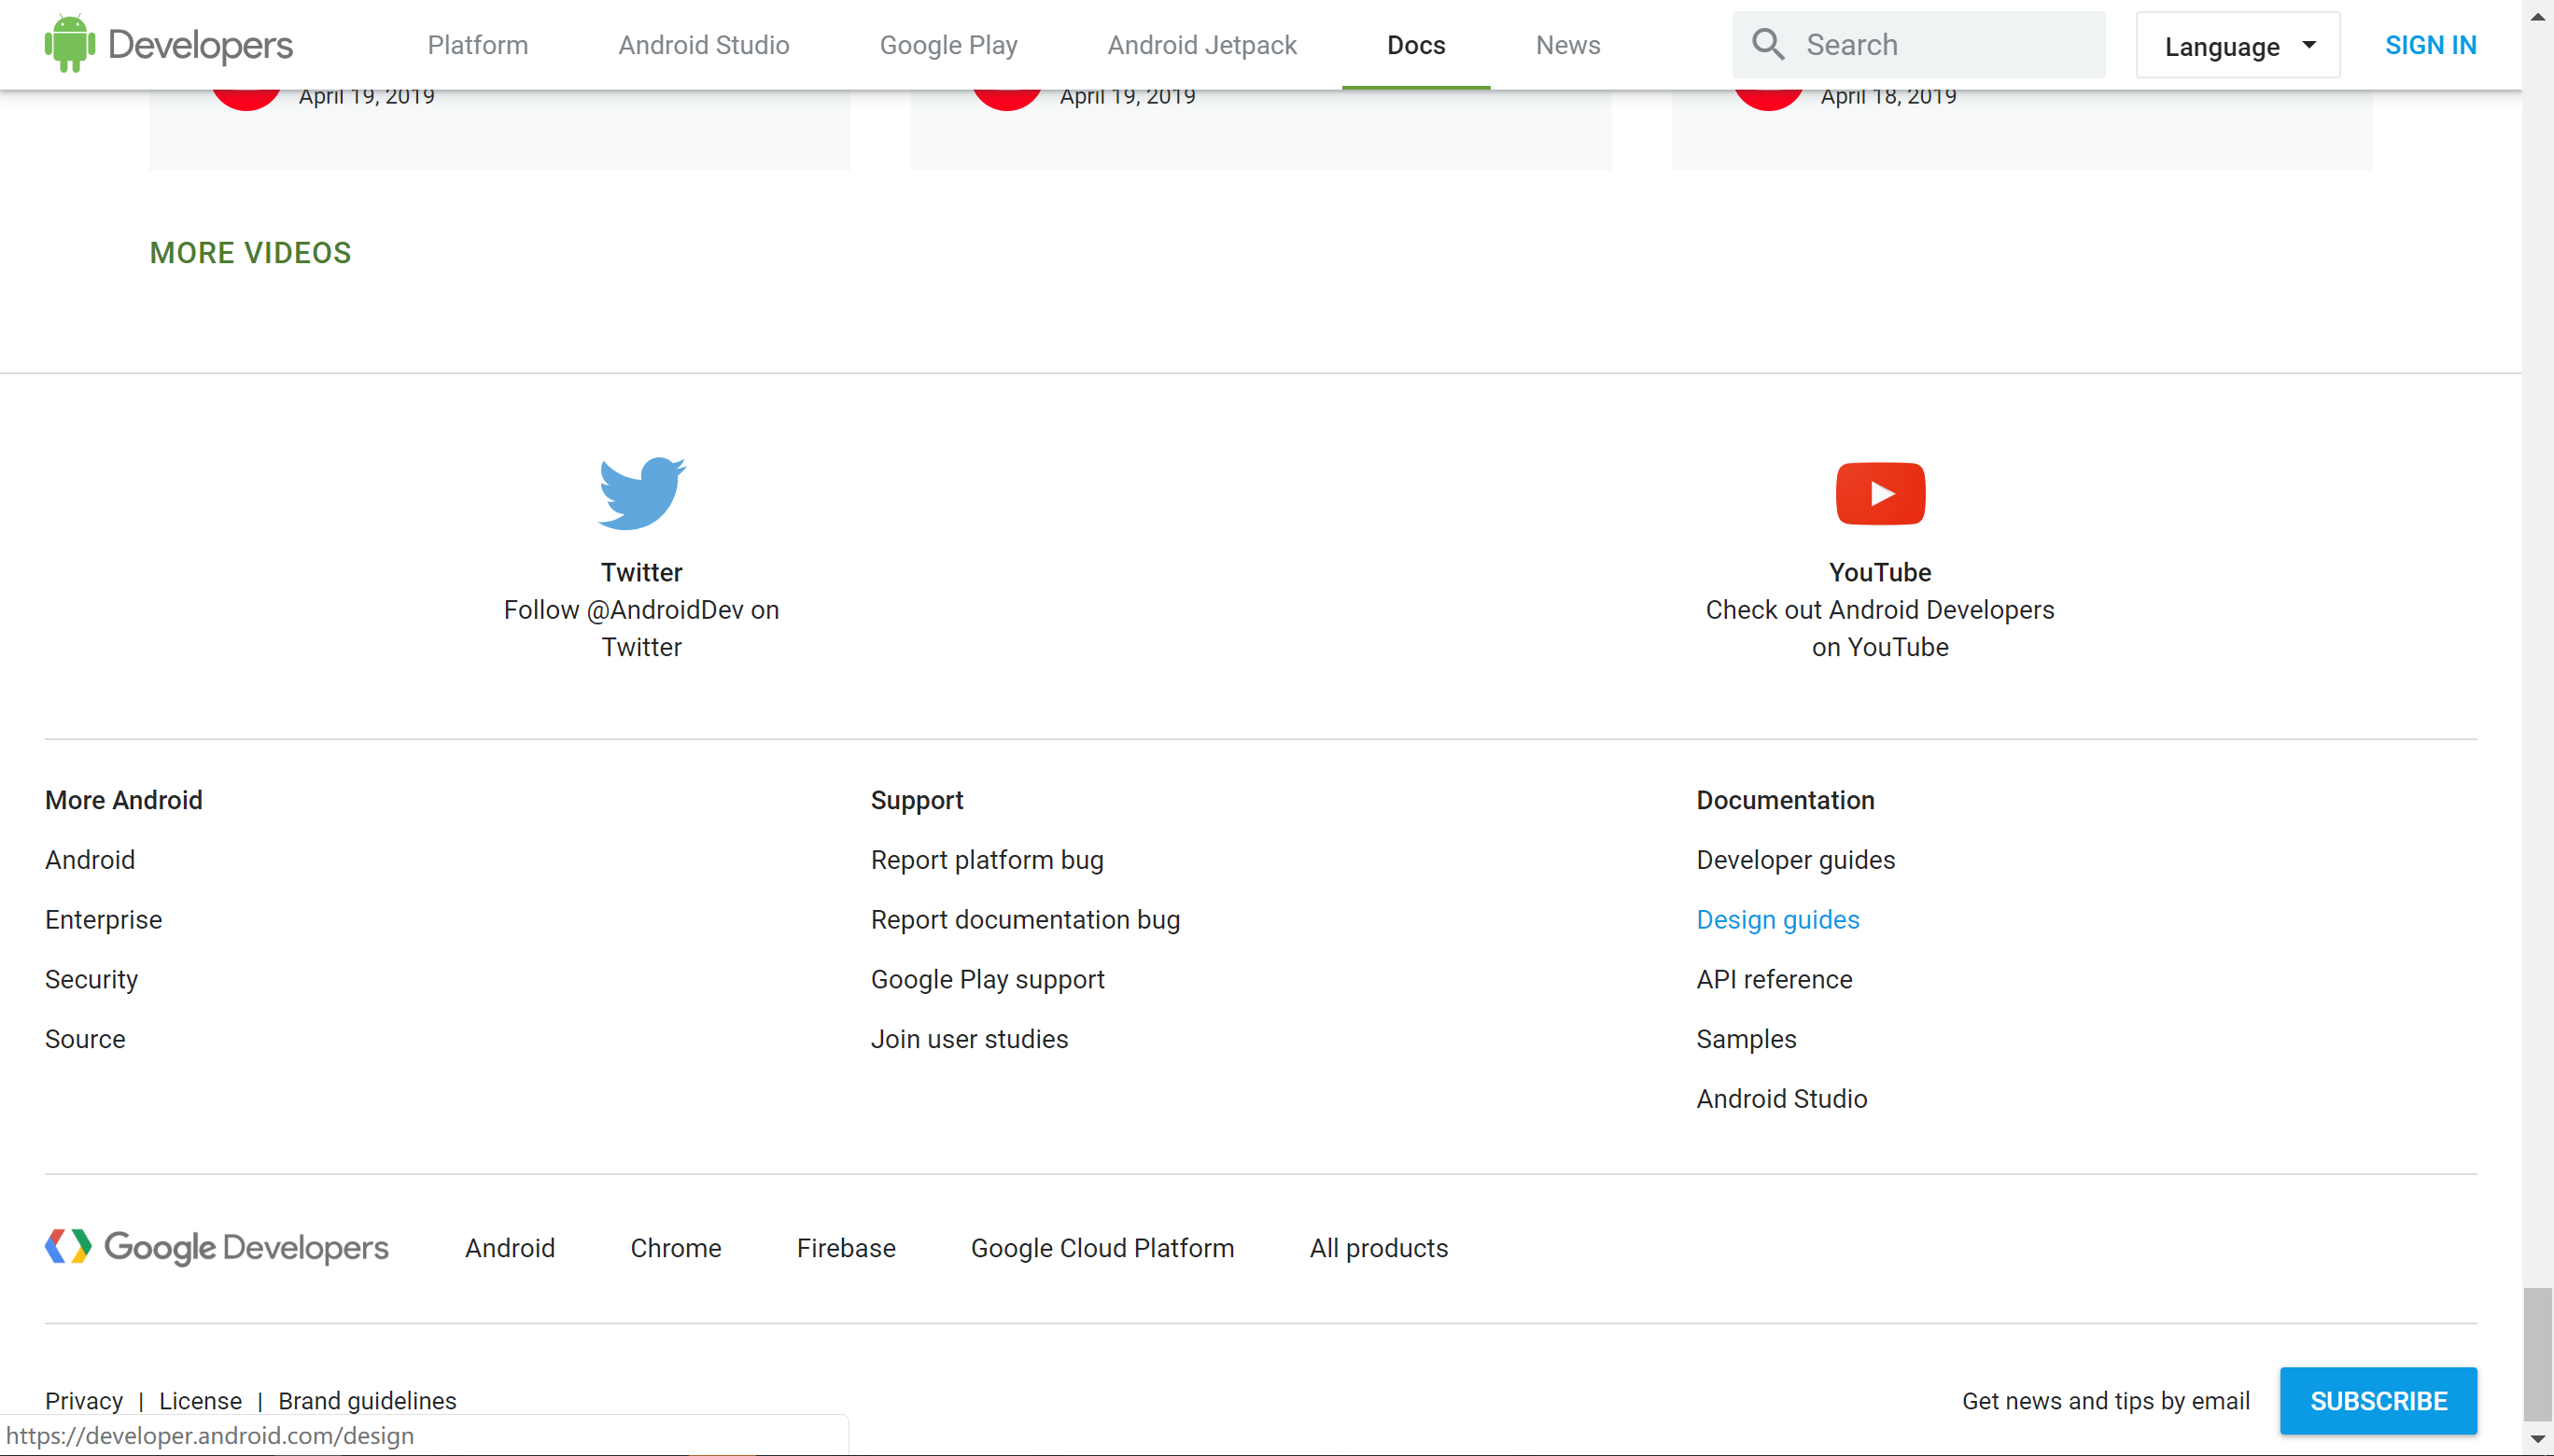 Developers Platform Android Studio Google Play Android Jetpack Docs News Search Language SIGN IN
April 19, 2019 April 19, 2019 April 18, 2019
MORE VIDEOS
Twitter
Follow @AndroidDev on
Twitter
YouTube
Check out Android Developers
on YouTube
More Android
Android
Enterprise
Security
Source
Support
Report platform bug
Report documentation bug
Google Play support
Join user studies
Documentation
Developer guides
Design guides
API reference
Samples
Android Studio
Google Developers Android Chrome Firebase Google Cloud Platform All products
Privacy | License | Brand guidelines Get news and tips by email SUBSCRIBE
https://developer.android.com/design